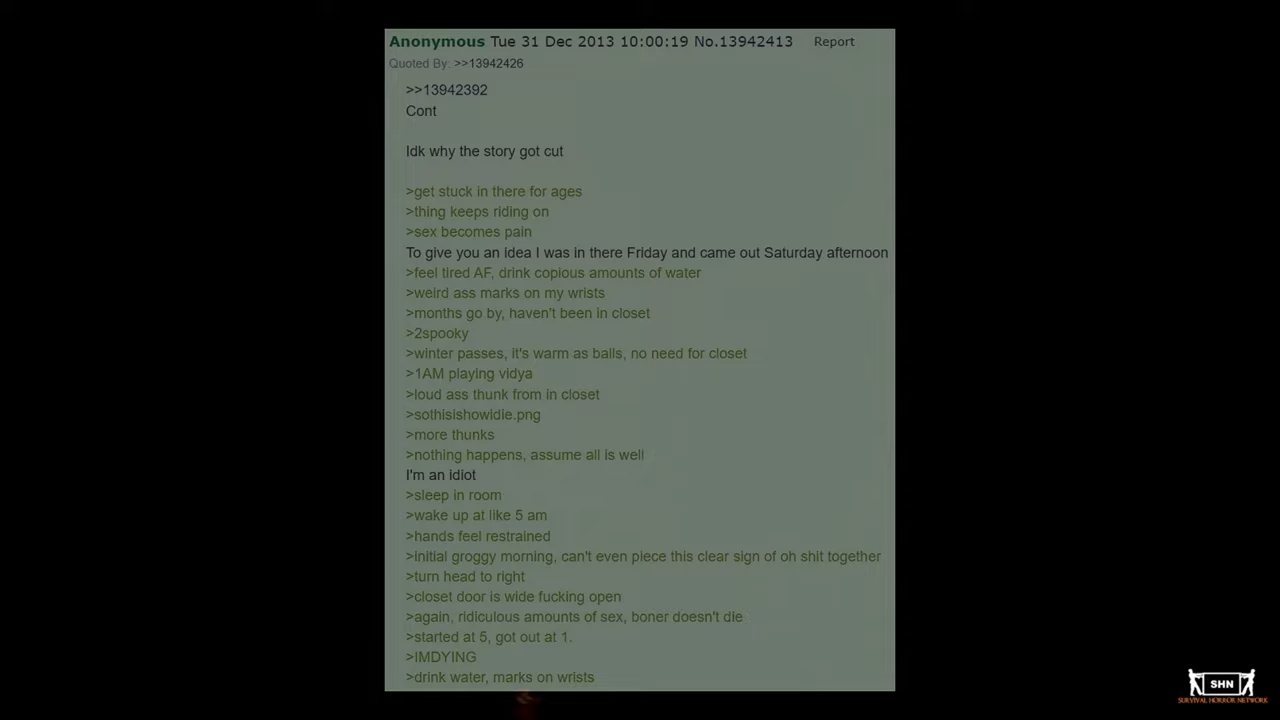 Anonymous Tue 31 Dec 2013 10:00:19 No.13942413 Report
Quoted By: >>13942426
>>13942392
Cont
Idk why the story got cut
>get stuck in there for ages
>thing keeps riding on
>sex becomes pain
To give you an idea I was in there Friday and came out Saturday afternoon
>feel tired AF, drink copious amounts of water
>weird ass marks on my wrists
>months go by, haven't been in closet
>2spooky
>winter passes, it's warm as balls, no need for closet
>1AM playing vidya
>loud ass thunk from in closet
>sothisishowidie.png
>more thunks
>nothing happens, assume all is well
I'm an idiot
>sleep in room
>wake up at like 5 am
>hands feel restrained
>initial groggy morning, can't even piece this clear sign of oh shit together
>turn head to right
>closet door is wide fucking open
>again, ridiculous amounts of sex, boner doesn't die
>started at 5, got out at 1.
>IMDYING
>drink water, marks on wrists
SHN
SURVIVAL HORROR NETWORK